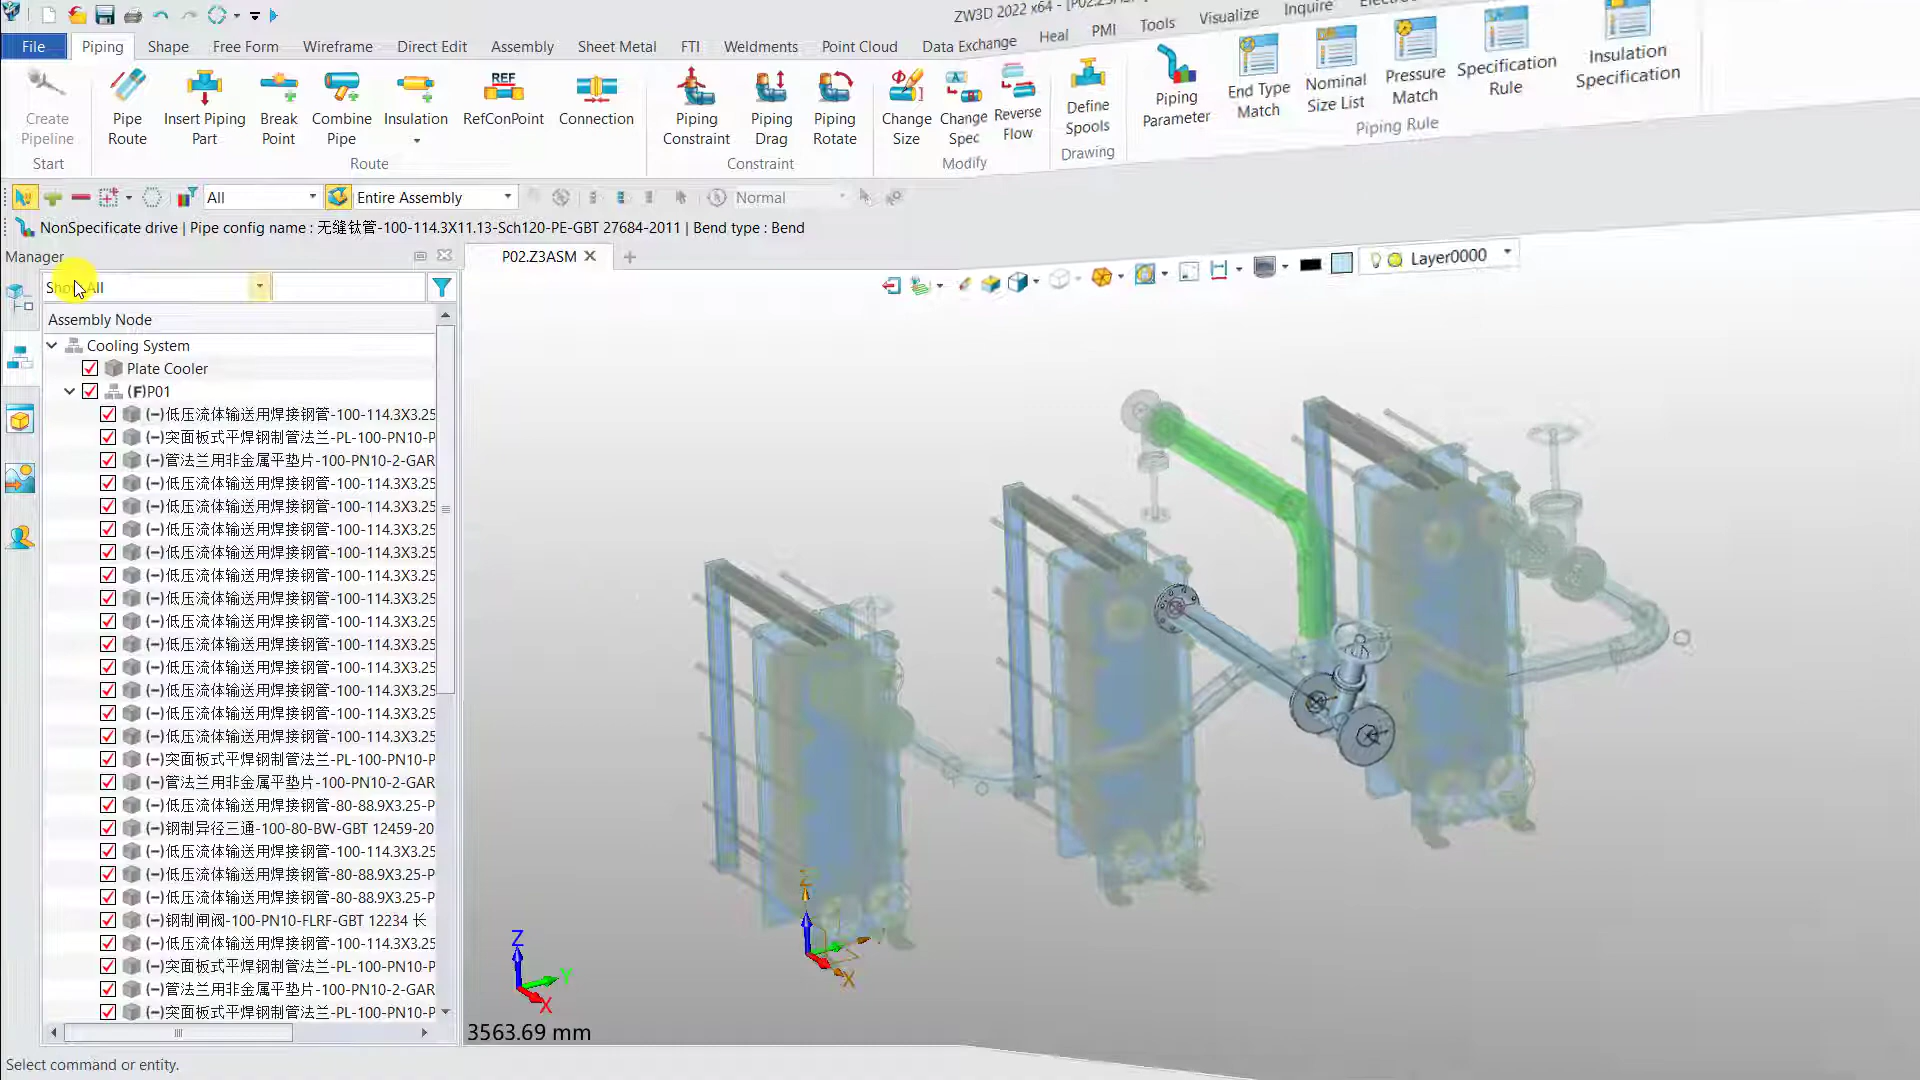 ZW3D 2022 x64 - [P02.Z3AS
File
Piping
Shape
Free Form
Wireframe
Direct Edit
Assembly
Sheet Metal
FTI
Weldments
Point Cloud
Data Exchange
Heal
PMI
Tools
Visualize
Inquire
Create Pipeline
Pipe Route
Insert Piping Part
Break Point
Combine Pipe
Insulation
REF
RefConPoint
Connection
Piping Constraint
Piping Drag
Piping Rotate
Change Size
Change Spec
Reverse Flow
Define Spools
Piping Parameter
End Type Match
Nominal Size List
Pressure Match
Specification Rule
Insulation Specification
Start
Route
Constraint
Modify
Drawing
Piping Rule
All
Entire Assembly
Normal
NonSpecificate drive | Pipe config name : 无缝钛管-100-114.3X11.13-Sch120-PE-GBT 27684-2011 | Bend type : Bend
Manager
P02.Z3ASM
Layer0000
Show All
Assembly Node
Cooling System
Plate Cooler
(F)P01
(−)低压流体输送用焊接钢管-100-114.3X3.25
(−)突面板式平焊钢制管法兰-PL-100-PN10-P
(−)管法兰用非金属平垫片-100-PN10-2-GAR
(−)低压流体输送用焊接钢管-100-114.3X3.25
(−)低压流体输送用焊接钢管-100-114.3X3.25
(−)低压流体输送用焊接钢管-100-114.3X3.25
(−)低压流体输送用焊接钢管-100-114.3X3.25
(−)低压流体输送用焊接钢管-100-114.3X3.25
(−)低压流体输送用焊接钢管-100-114.3X3.25
(−)低压流体输送用焊接钢管-100-114.3X3.25
(−)低压流体输送用焊接钢管-100-114.3X3.25
(−)低压流体输送用焊接钢管-100-114.3X3.25
(−)低压流体输送用焊接钢管-100-114.3X3.25
(−)低压流体输送用焊接钢管-100-114.3X3.25
(−)低压流体输送用焊接钢管-100-114.3X3.25
(−)突面板式平焊钢制管法兰-PL-100-PN10-P
(−)管法兰用非金属平垫片-100-PN10-2-GAR
(−)低压流体输送用焊接钢管-80-88.9X3.25-P
(−)钢制异径三通-100-80-BW-GBT 12459-20
(−)低压流体输送用焊接钢管-100-114.3X3.25
(−)低压流体输送用焊接钢管-80-88.9X3.25-P
(−)低压流体输送用焊接钢管-80-88.9X3.25-P
(−)钢制闸阀-100-PN10-FLRF-GBT 12234 长
(−)低压流体输送用焊接钢管-100-114.3X3.25
(−)突面板式平焊钢制管法兰-PL-100-PN10-P
(−)管法兰用非金属平垫片-100-PN10-2-GAR
(−)突面板式平焊钢制管法兰-PL-100-PN10-P
Z
X
Z
Y
X
3563.69 mm
Select command or entity.